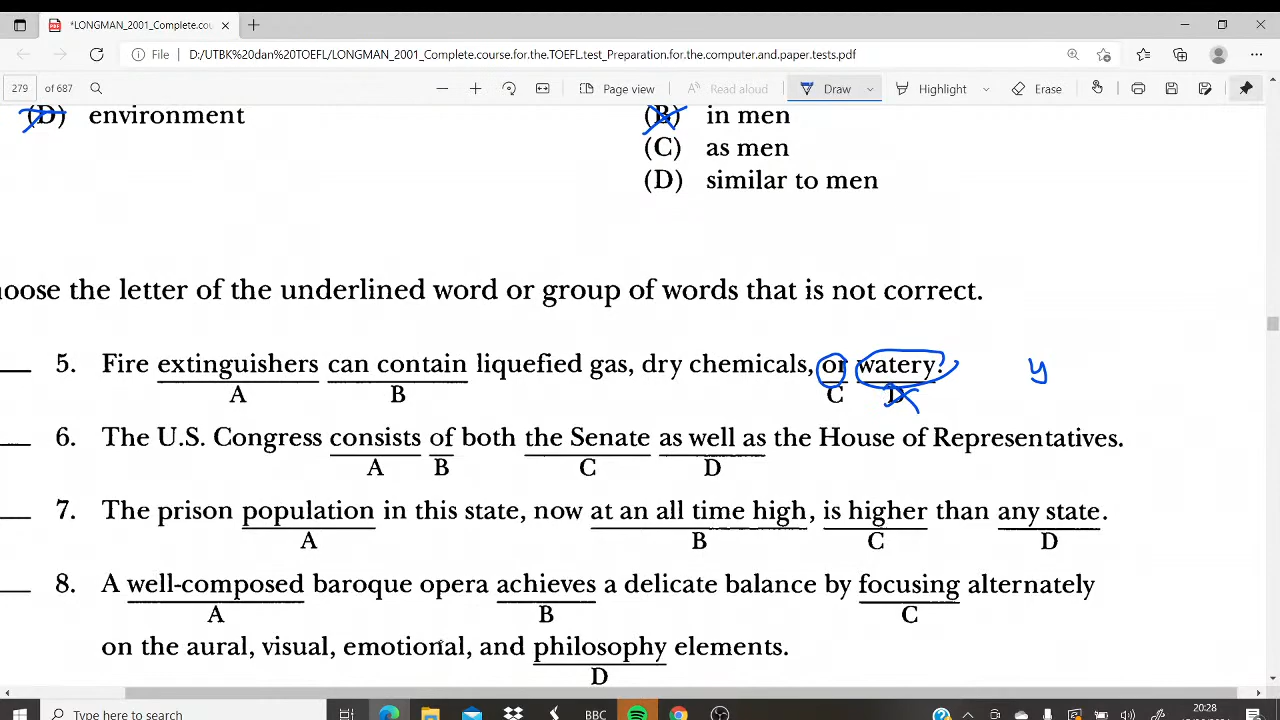 *LONGMAN_2001_Complete.cou
File D:/UTBK%20dan%20TOEFL/LONGMAN_2001_Complete.course.for.the.TOEFL.test_Preparation.for.the.computer.and.paper.tests.pdf
279 of 687 Page view Read aloud Draw Highlight Erase
(D) environment
(B) in men
(C) as men
(D) similar to men
oose the letter of the underlined word or group of words that is not correct.
5. Fire extinguishers can contain liquefied gas, dry chemicals, or watery. y
A B C D
6. The U.S. Congress consists of both the Senate as well as the House of Representatives.
A B C D
7. The prison population in this state, now at an all time high, is higher than any state.
A B C D
8. A well-composed baroque opera achieves a delicate balance by focusing alternately
A B C
on the aural, visual, emotional, and philosophy elements.
D
Type here to search BBC 20:28